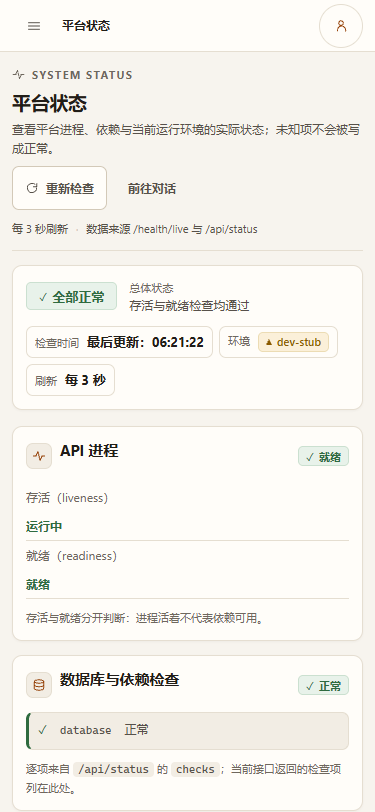 平台状态
SYSTEM STATUS
平台状态
查看平台进程、依赖与当前运行环境的实际状态；未知项不会被写
成正常。
重新检查 前往对话
每 3 秒刷新 · 数据来源 /health/live 与 /api/status
✓ 全部正常
总体状态
存活与就绪检查均通过
检查时间 最后更新：06:21:22
环境 ▲ dev-stub
刷新 每 3 秒
API 进程
✓ 就绪
存活（liveness）
运行中
就绪（readiness）
就绪
存活与就绪分开判断：进程活着不代表依赖可用。
数据库与依赖检查
✓ 正常
✓ database 正常
逐项来自 /api/status 的 checks；当前接口返回的检查项
列在此处。